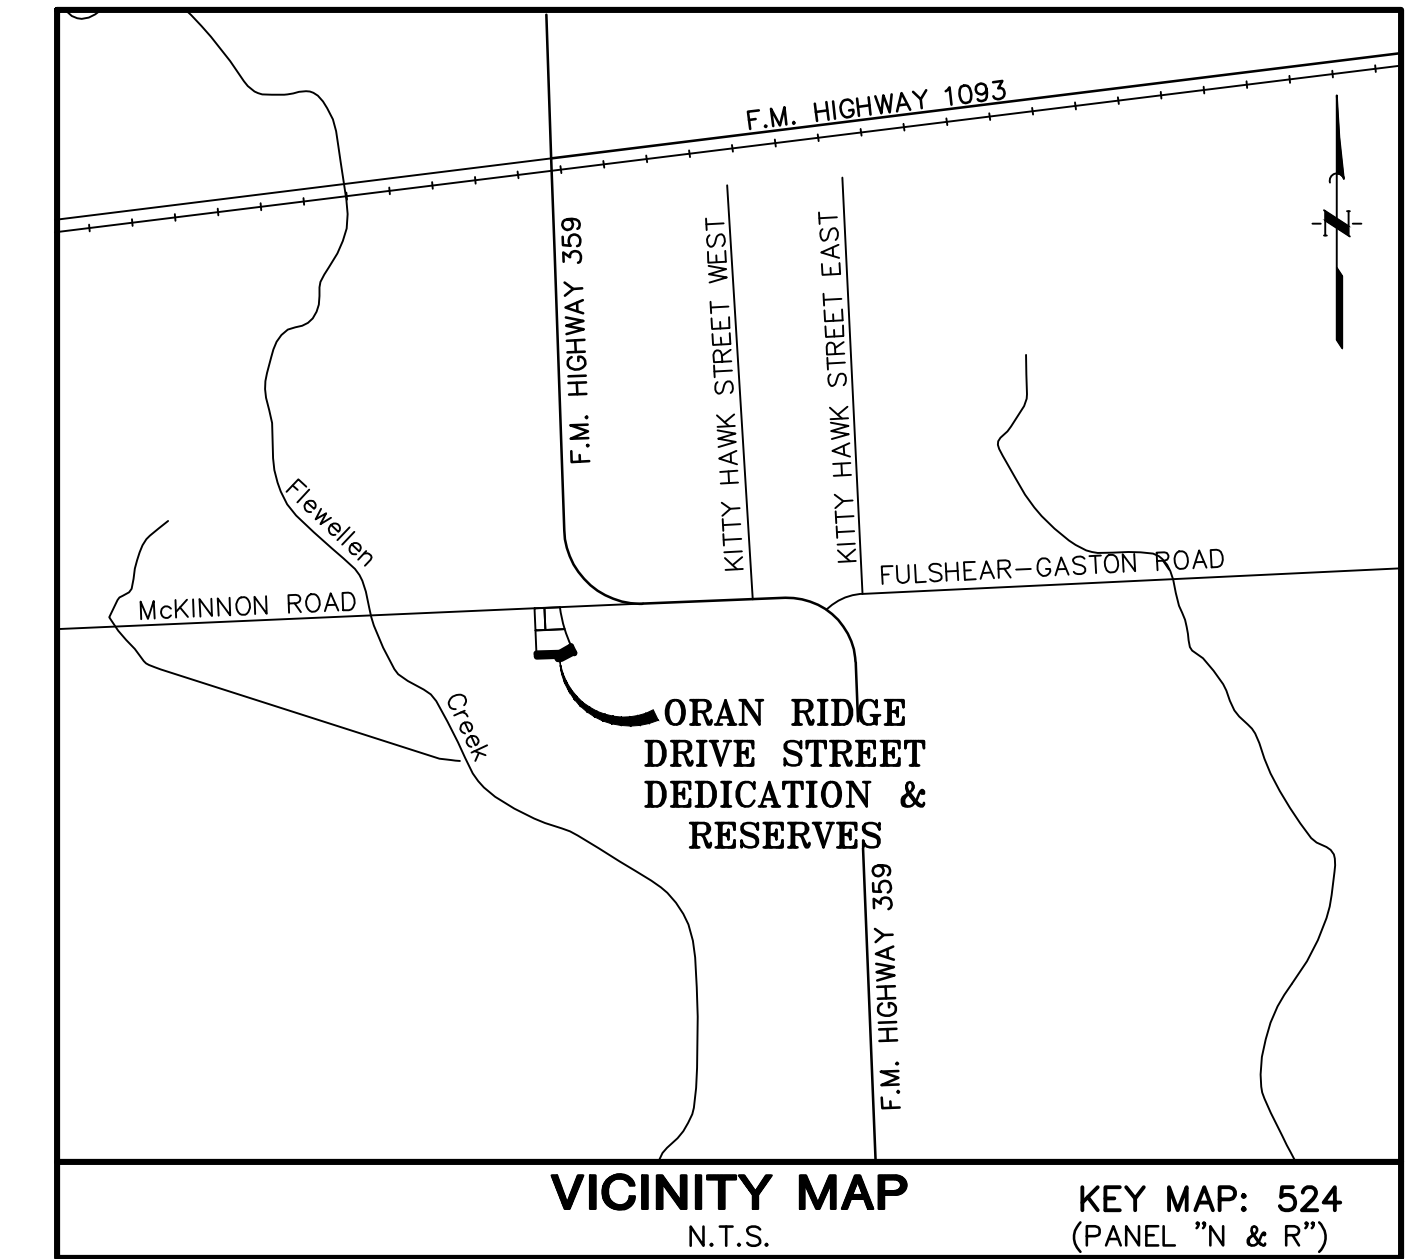 F.M. HIGHWAY 1093
F.M. HIGHWAY 359
KITTY HAWK STREET WEST
KITTY HAWK STREET EAST
N
Flewellen
Creek
McKINNON ROAD
FULSHEAR-GASTON ROAD
ORAN RIDGE
DRIVE STREET
DEDICATION &
RESERVES
F.M. HIGHWAY 359
VICINITY MAP
N.T.S.
KEY MAP: 524
(PANEL "N & R")